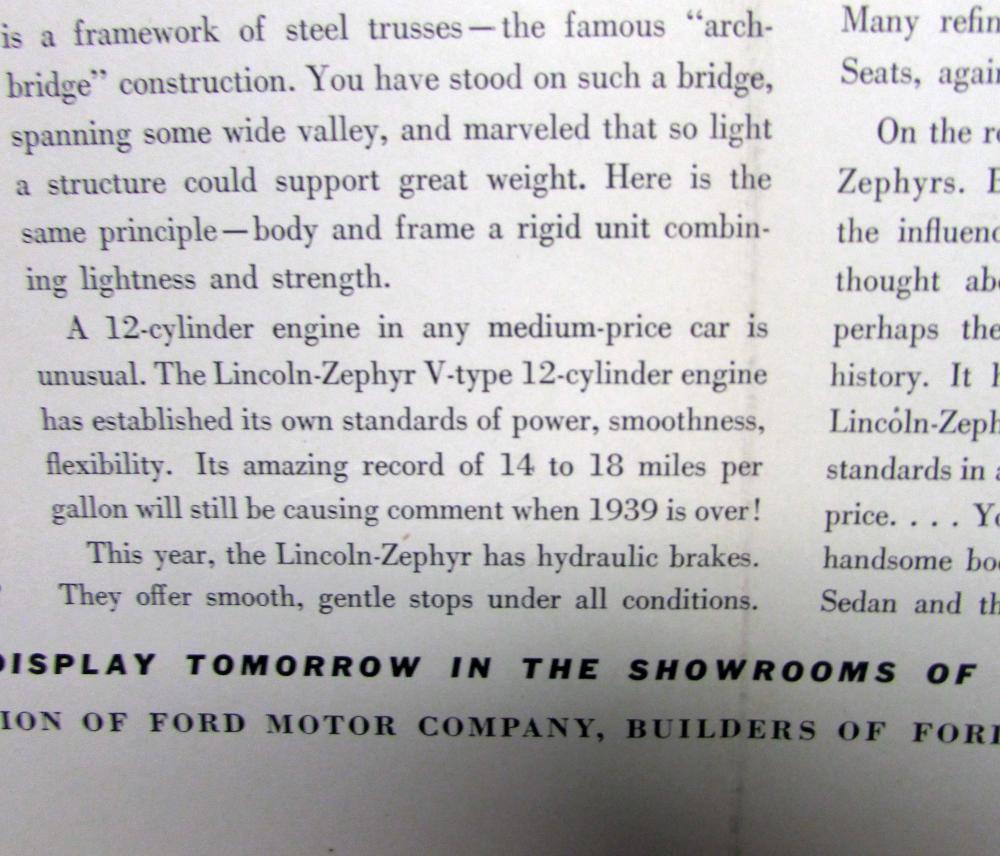 is a framework of steel trusses—the famous “arch-
bridge” construction. You have stood on such a bridge,
spanning some wide valley, and marveled that so light
a structure could support great weight. Here is the
same principle—body and frame a rigid unit combin-
ing lightness and strength.
A 12-cylinder engine in any medium-price car is
unusual. The Lincoln-Zephyr V-type 12-cylinder engine
has established its own standards of power, smoothness,
flexibility. Its amazing record of 14 to 18 miles per
gallon will still be causing comment when 1939 is over!
This year, the Lincoln-Zephyr has hydraulic brakes.
They offer smooth, gentle stops under all conditions.
Many
Seats,
On the
Zephyrs.
the
thought
perhaps the
history. It
standards in
price. . . .
handsome
Sedan and
DISPLAY TOMORROW IN THE SHOWROOMS OF
OF FORD MOTOR COMPANY, BUILDERS OF